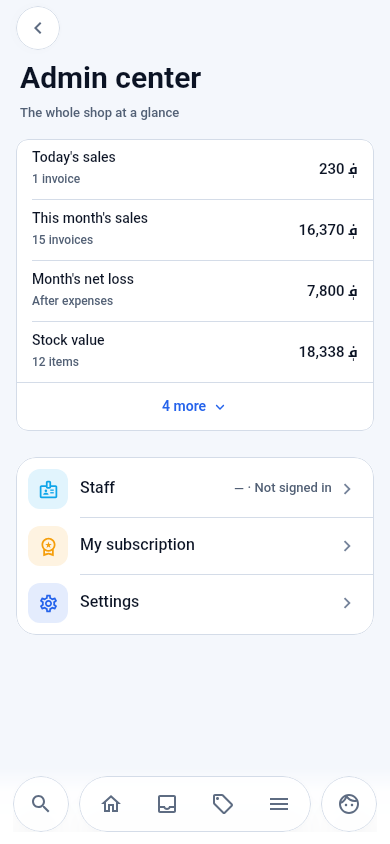 Admin center
The whole shop at a glance
Today's sales
1 invoice
230 ؋
This month's sales
15 invoices
16,370 ؋
Month's net loss
After expenses
7,800 ؋
Stock value
12 items
18,338 ؋
4 more
Staff
— · Not signed in
My subscription
Settings